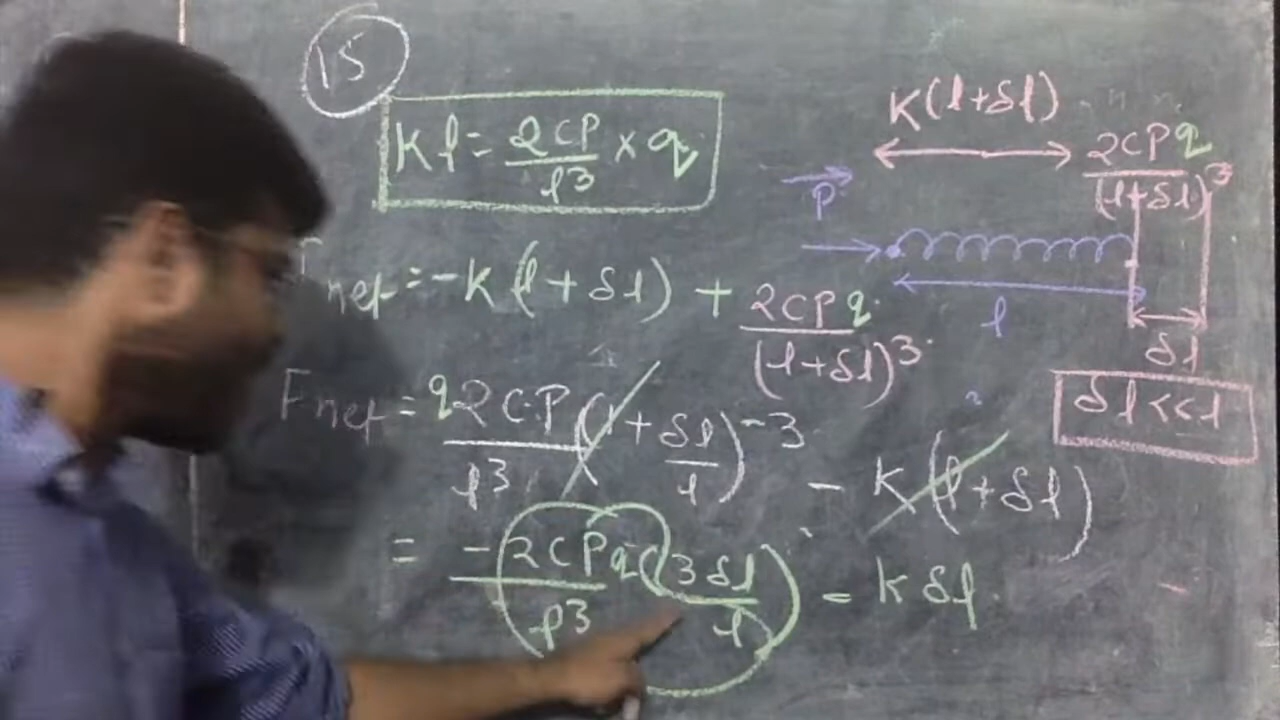 15
Kl = 2CP/l³ × q
K(l+δl)
2CPq/(l+δl)³
P
l
δl
δl<<l
Fnet = -K(l+δl) + 2CPq/(l+δl)³
Fnet = q2CP/l³ (1+δl/l)⁻³ - K(l+δl)
= -2CPq/l³ (3δl/l) - Kδl